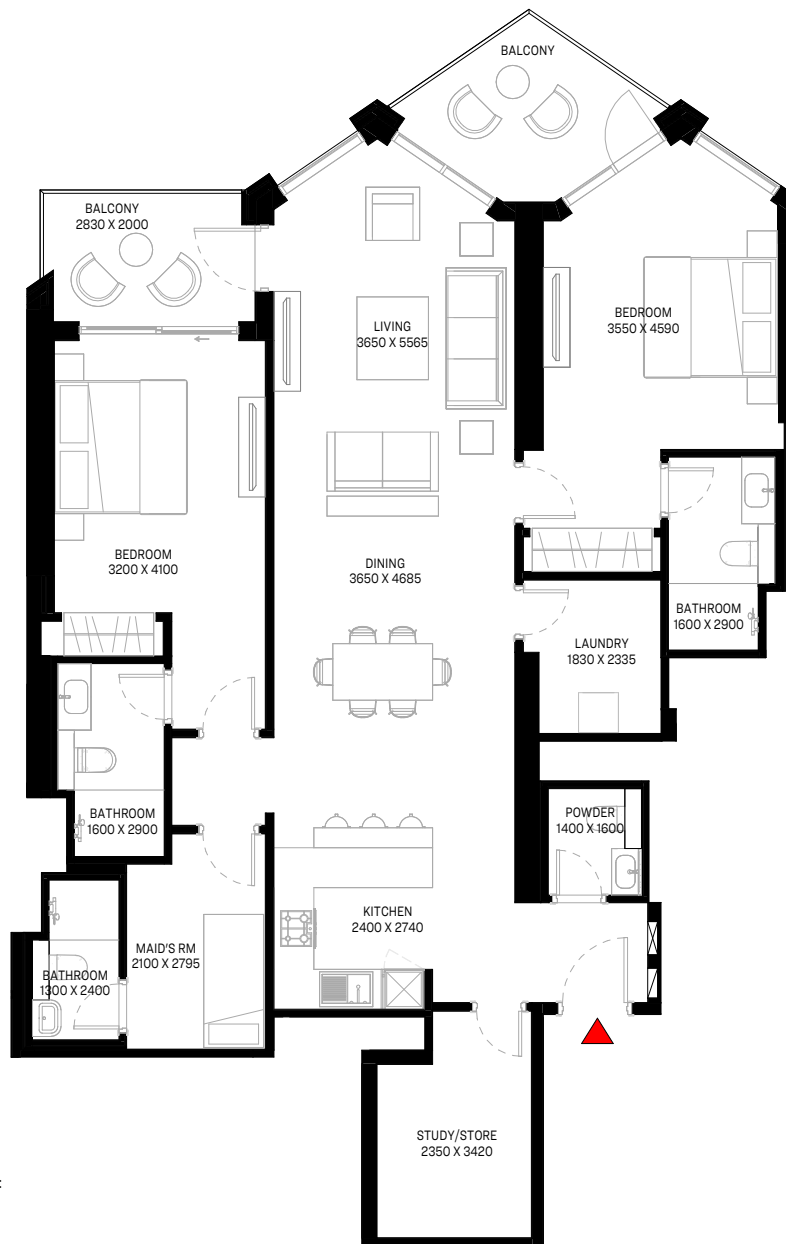 BALCONY
BALCONY
2830 X 2000
LIVING
3650 X 5565
BEDROOM
3550 X 4590
BEDROOM
3200 X 4100
DINING
3650 X 4685
BATHROOM
1600 X 2900
LAUNDRY
1830 X 2335
BATHROOM
1600 X 2900
POWDER
1400 X 1600
KITCHEN
2400 X 2740
MAID'S RM
2100 X 2795
BATHROOM
1300 X 2400
STUDY/STORE
2350 X 3420
: